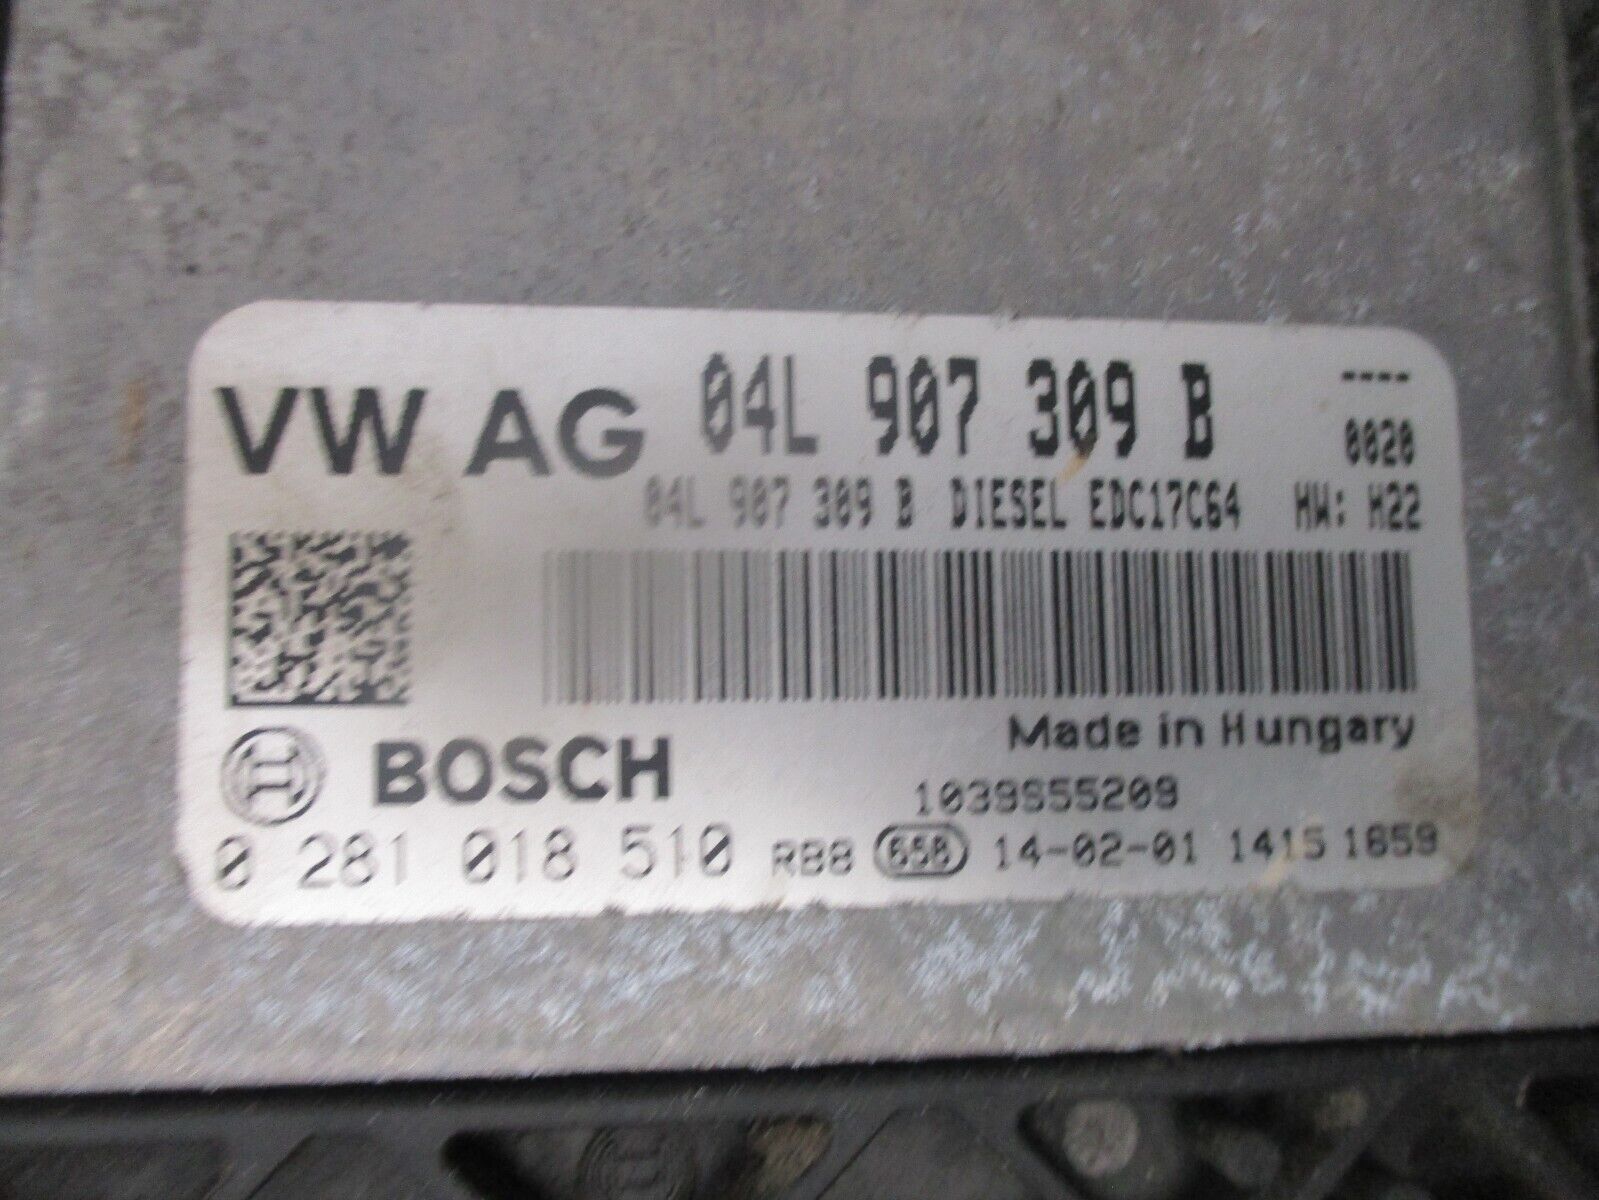 VW AG 04L 907 309 B ----
0020
04L 907 309 B DIESEL EDC17C64 HW: H22
Made in Hungary
BOSCH
1039S55209
0 281 018 510 RB8 658 14-02-01 1415 1659